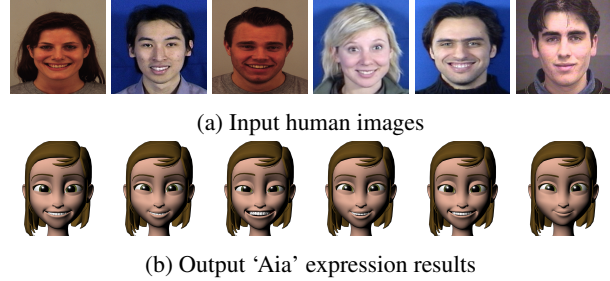 (a) Input human images
(b) Output ‘Aia’ expression results